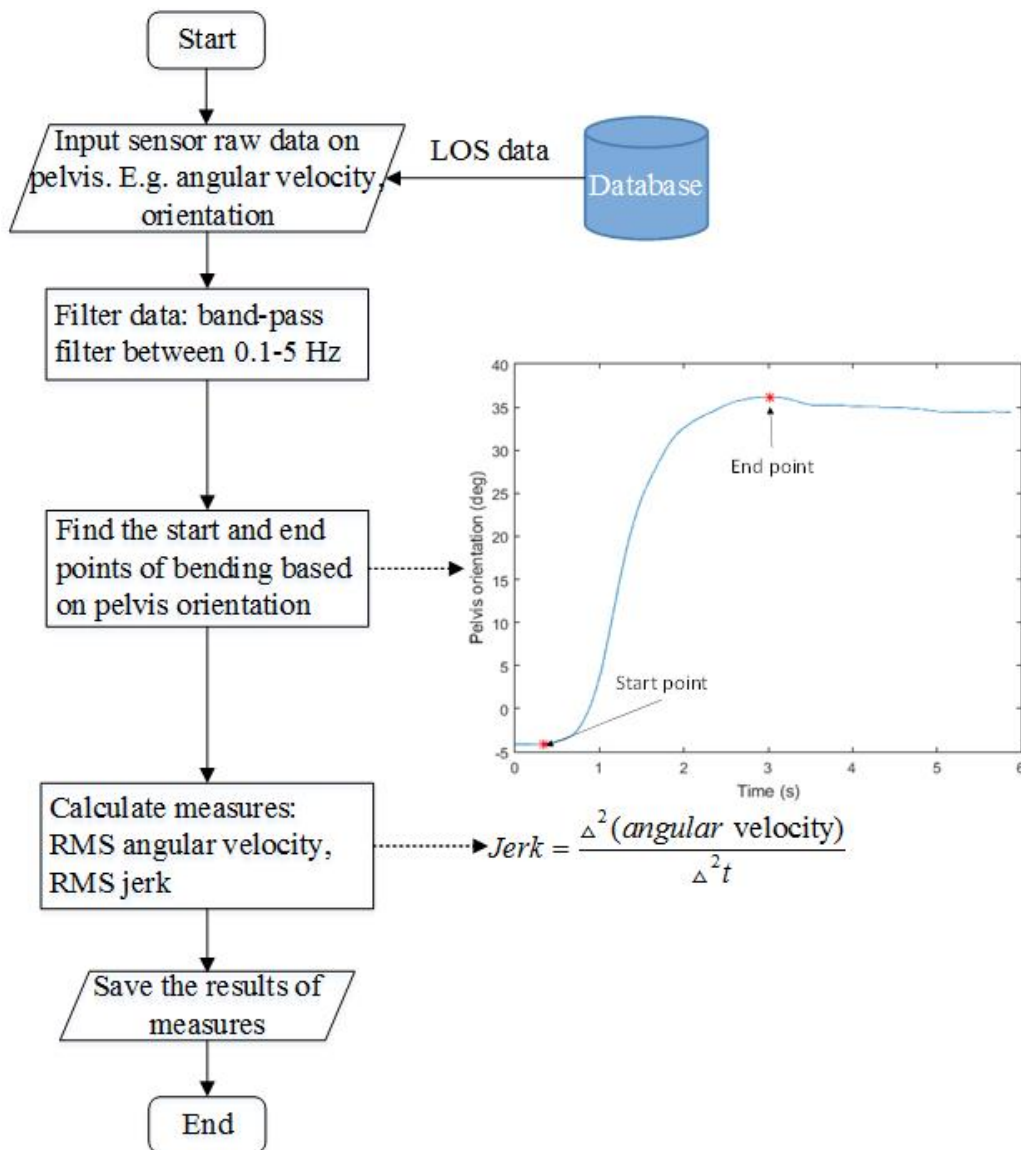 Start
Input sensor raw data on
pelvis. E.g. angular velocity,
orientation
LOS data
Database
Filter data: band-pass
filter between 0.1-5 Hz
Find the start and end
points of bending based
on pelvis orientation
40
35
30
25
20
15
10
5
0
-5
Pelvis orientation (deg)
End point
Start point
0 1 2 3 4 5 6
Time (s)
Calculate measures:
RMS angular velocity,
RMS jerk
Jerk = △²(angular velocity) / △²t
Save the results of
measures
End